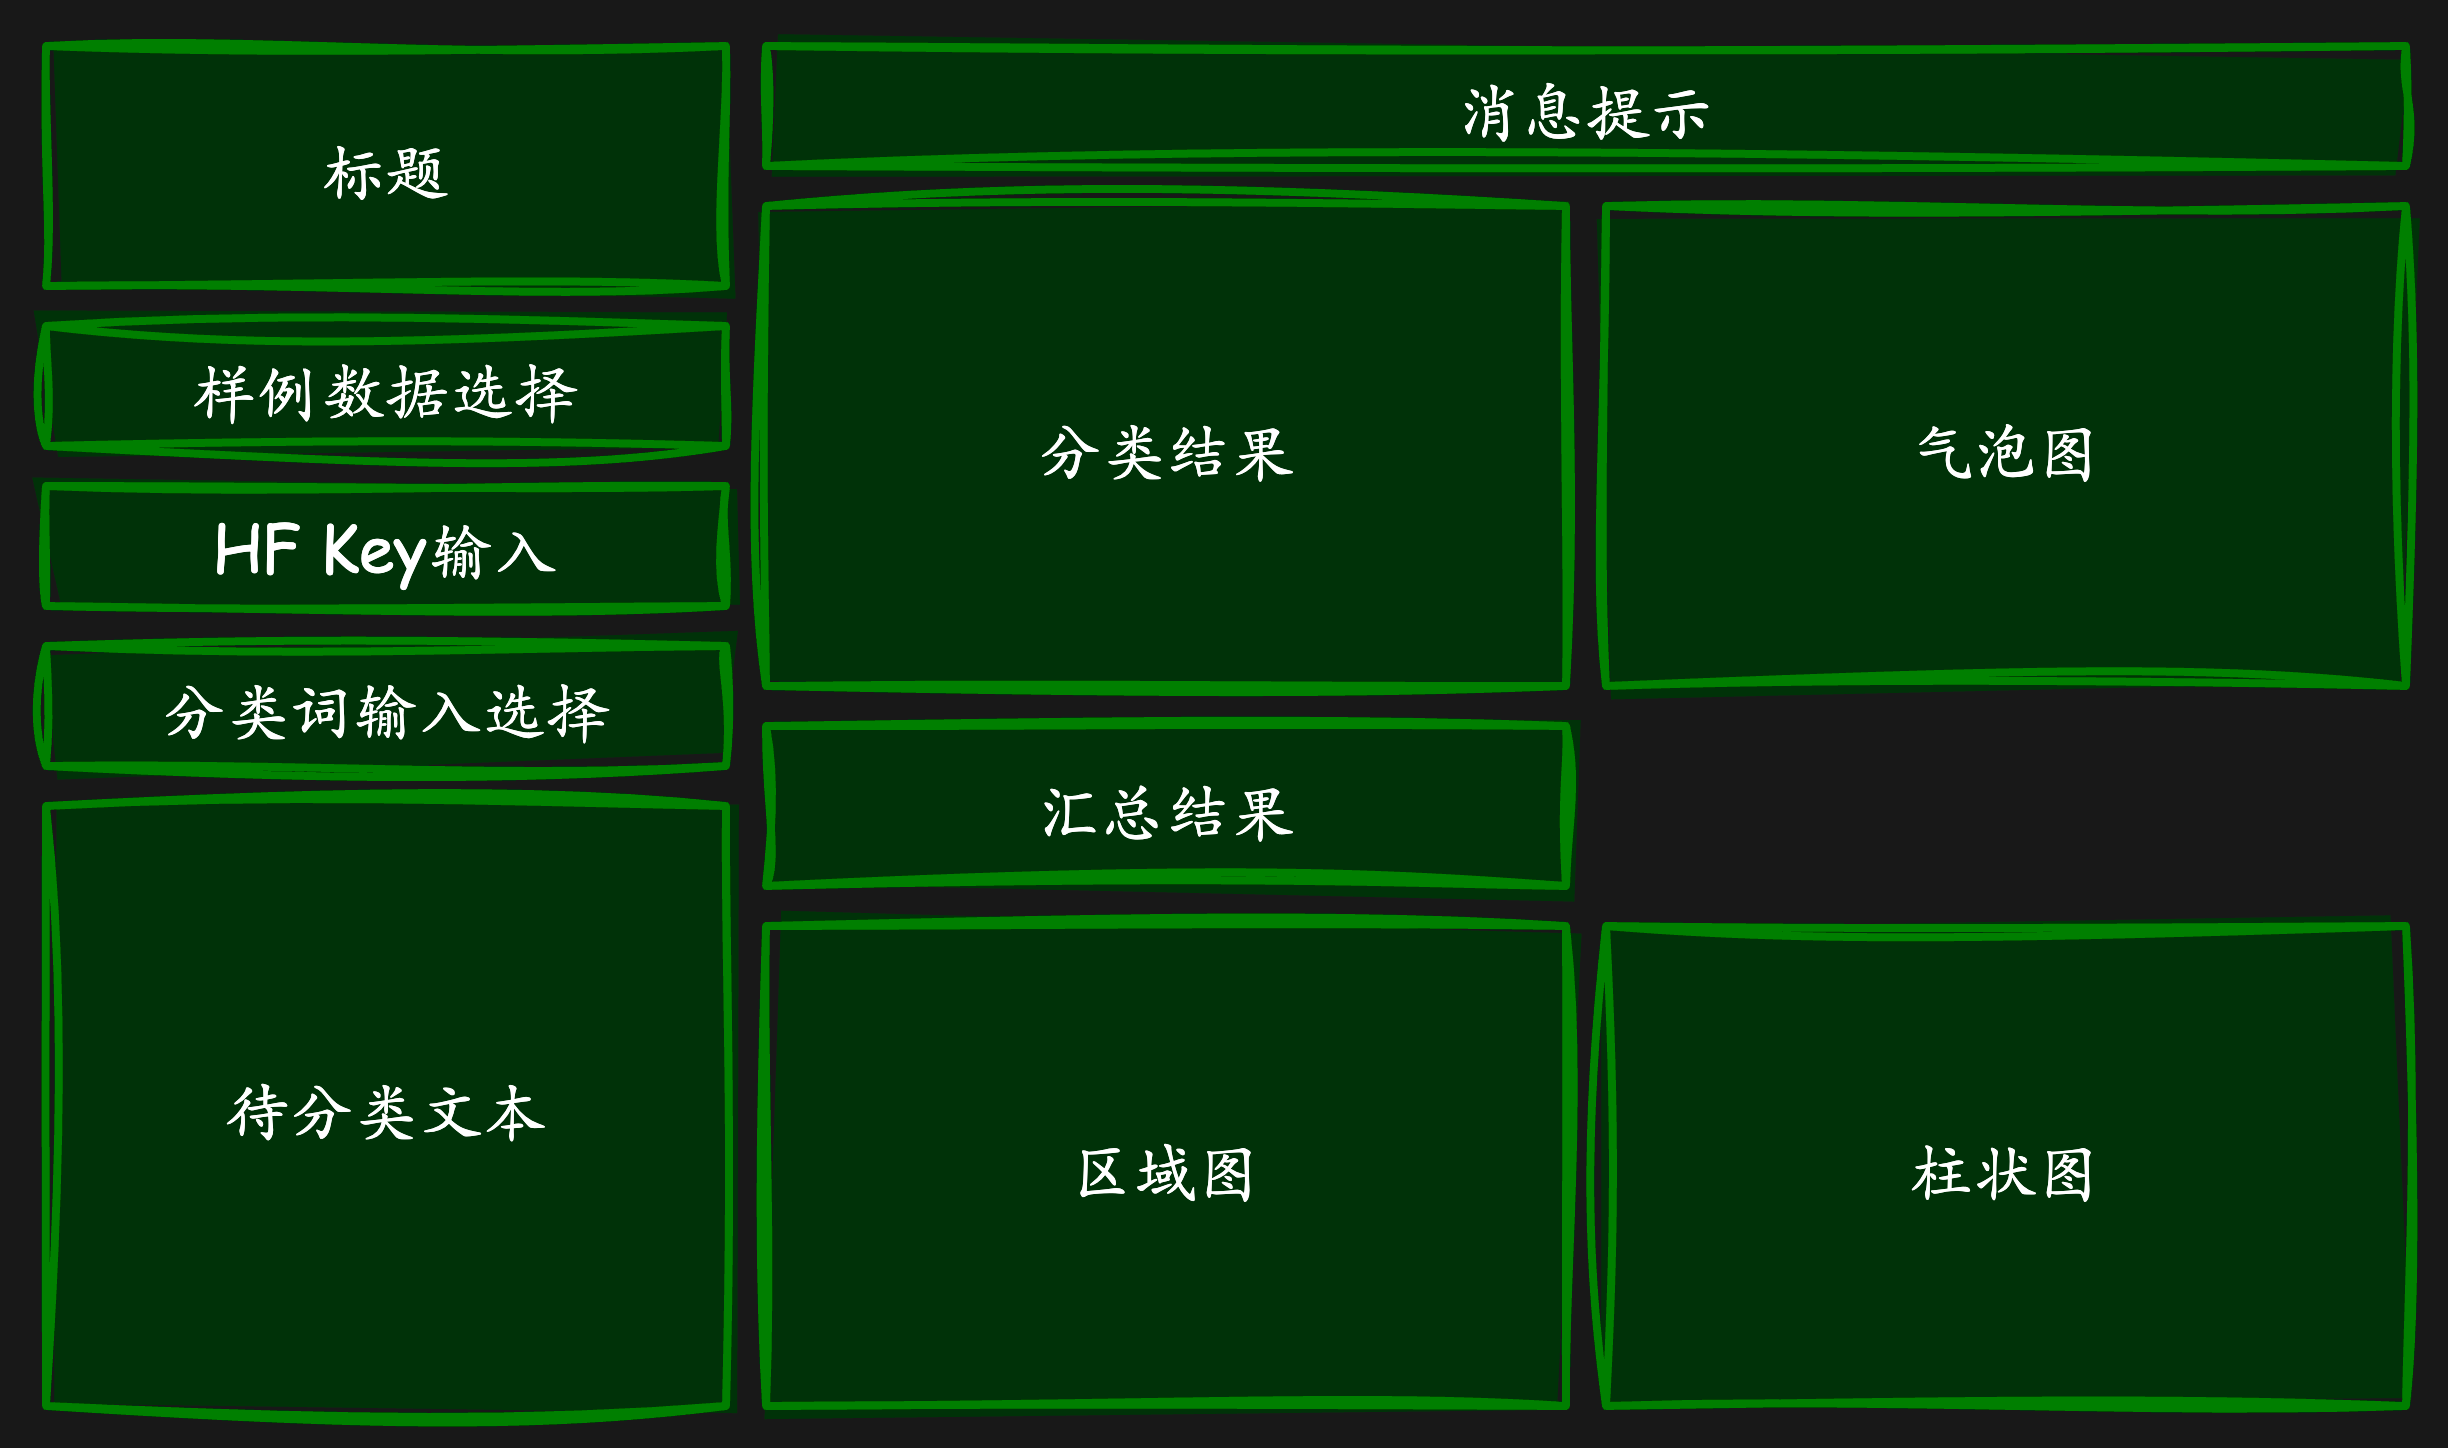 标题
样例数据选择
HF Key输入
分类词输入选择
待分类文本
消息提示
分类结果
气泡图
汇总结果
区域图
柱状图